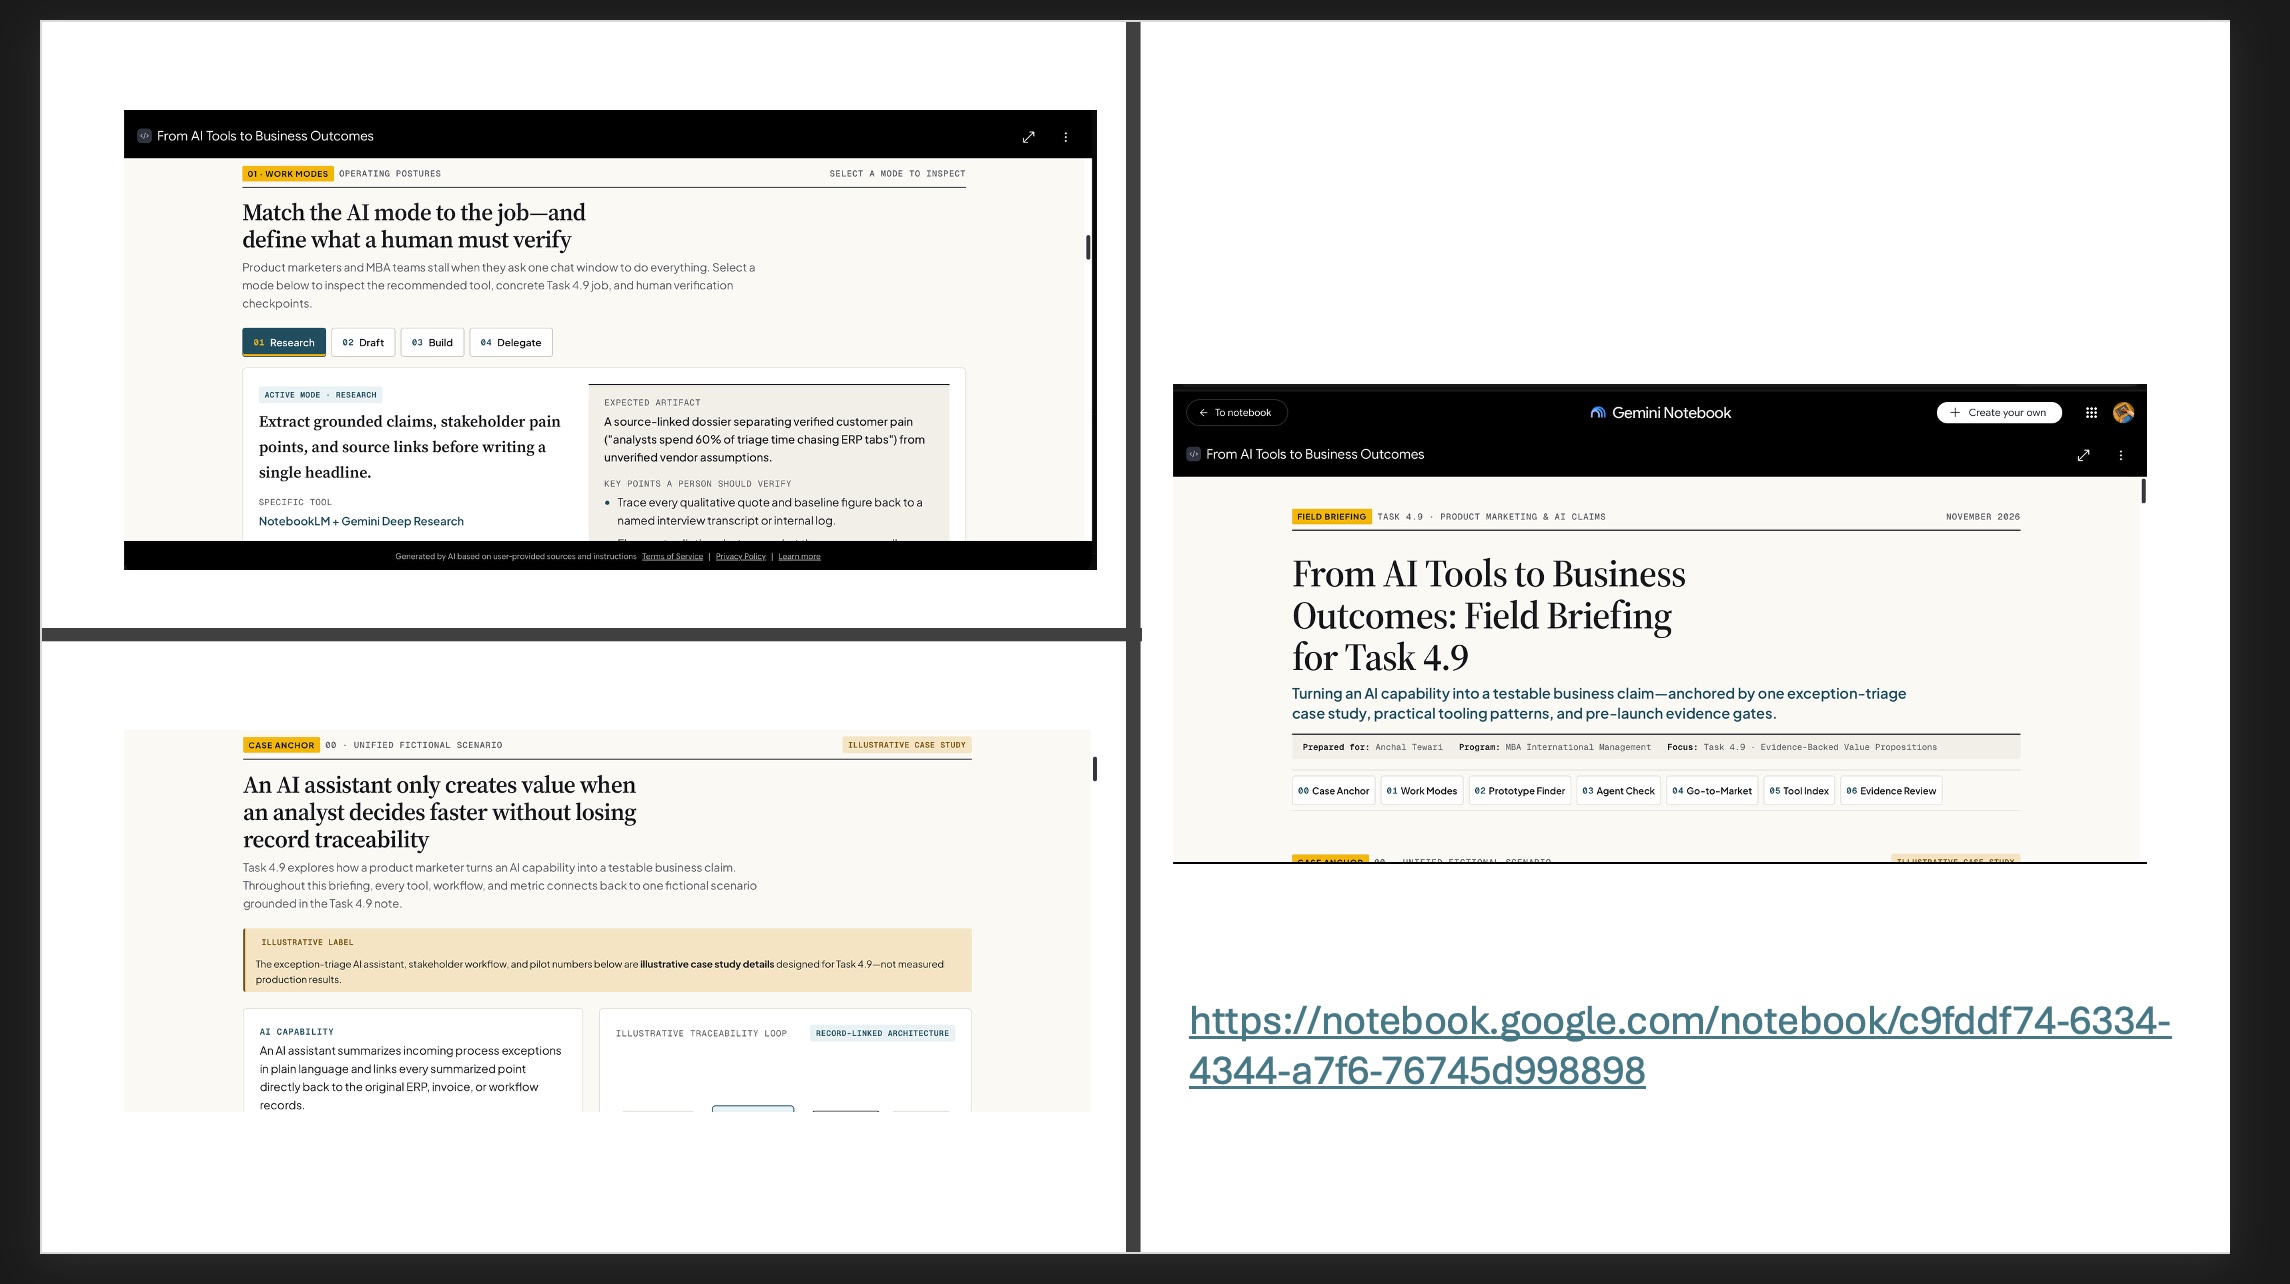 From AI Tools to Business Outcomes
01 · WORK MODES OPERATING POSTURES SELECT A MODE TO INSPECT
Match the AI mode to the job—and
define what a human must verify
Product marketers and MBA teams stall when they ask one chat window to do everything. Select a
mode below to inspect the recommended tool, concrete Task 4.9 job, and human verification
checkpoints.
01 Research 02 Draft 03 Build 04 Delegate
ACTIVE MODE · RESEARCH
Extract grounded claims, stakeholder pain
points, and source links before writing a
single headline.
SPECIFIC TOOL
NotebookLM + Gemini Deep Research
EXPECTED ARTIFACT
A source-linked dossier separating verified customer pain
("analysts spend 60% of triage time chasing ERP tabs") from
unverified vendor assumptions.
KEY POINTS A PERSON SHOULD VERIFY
• Trace every qualitative quote and baseline figure back to a
named interview transcript or internal log.
Generated by AI based on user-provided sources and instructions Terms of Service | Privacy Policy | Learn more
CASE ANCHOR 00 · UNIFIED FICTIONAL SCENARIO ILLUSTRATIVE CASE STUDY
An AI assistant only creates value when
an analyst decides faster without losing
record traceability
Task 4.9 explores how a product marketer turns an AI capability into a testable business claim.
Throughout this briefing, every tool, workflow, and metric connects back to one fictional scenario
grounded in the Task 4.9 note.
ILLUSTRATIVE LABEL
The exception-triage AI assistant, stakeholder workflow, and pilot numbers below are illustrative case study details designed for Task 4.9—not measured
production results.
AI CAPABILITY
An AI assistant summarizes incoming process exceptions
in plain language and links every summarized point
directly back to the original ERP, invoice, or workflow
records.
ILLUSTRATIVE TRACEABILITY LOOP RECORD-LINKED ARCHITECTURE
To notebook Gemini Notebook Create your own
From AI Tools to Business Outcomes
FIELD BRIEFING TASK 4.9 · PRODUCT MARKETING & AI CLAIMS NOVEMBER 2026
From AI Tools to Business
Outcomes: Field Briefing
for Task 4.9
Turning an AI capability into a testable business claim—anchored by one exception-triage
case study, practical tooling patterns, and pre-launch evidence gates.
Prepared for: Anchal Tewari Program: MBA International Management Focus: Task 4.9 · Evidence-Backed Value Propositions
00 Case Anchor 01 Work Modes 02 Prototype Finder 03 Agent Check 04 Go-to-Market 05 Tool Index 06 Evidence Review
CASE ANCHOR 00 · UNIFIED FICTIONAL SCENARIO ILLUSTRATIVE CASE STUDY
https://notebook.google.com/notebook/c9fddf74-6334-
4344-a7f6-76745d998898